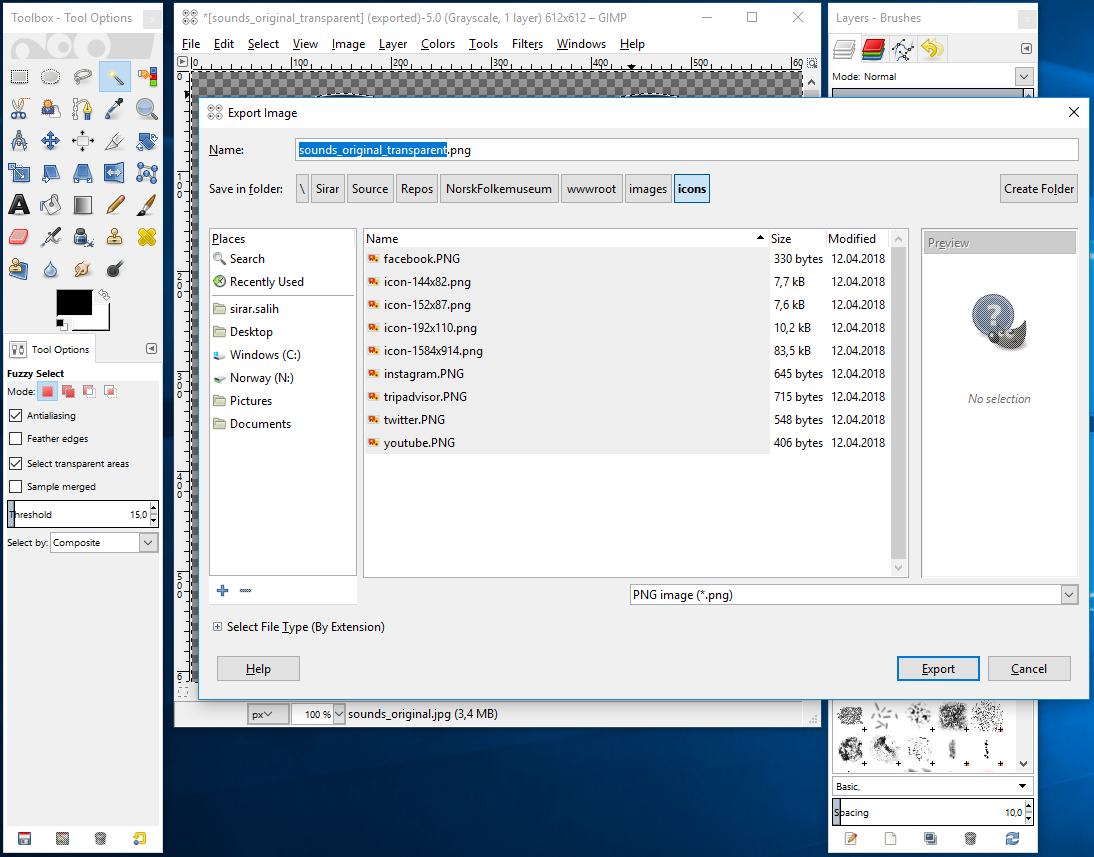 Toolbox - Tool Options
*[sounds_original_transparent] (exported)-5.0 (Grayscale, 1 layer) 612x612 – GIMP
Layers - Brushes
File Edit Select View Image Layer Colors Tools Filters Windows Help
0 100 200 300 400 500 60
Mode: Normal
Export Image
Name: sounds_original_transparent.png
Save in folder: \ Sirar Source Repos NorskFolkemuseum wwwroot images icons Create Folder
Places
Search
Recently Used
sirar.salih
Desktop
Windows (C:)
Norway (N:)
Pictures
Documents
Name Size Modified
facebook.PNG 330 bytes 12.04.2018
icon-144x82.png 7,7 kB 12.04.2018
icon-152x87.png 7,6 kB 12.04.2018
icon-192x110.png 10,2 kB 12.04.2018
icon-1584x914.png 83,5 kB 12.04.2018
instagram.PNG 645 bytes 12.04.2018
tripadvisor.PNG 715 bytes 12.04.2018
twitter.PNG 548 bytes 12.04.2018
youtube.PNG 406 bytes 12.04.2018
Preview
No selection
PNG image (*.png)
Select File Type (By Extension)
Help Export Cancel
0
100
200
300
400
500
6
Tool Options
Fuzzy Select
Mode:
Antialiasing
Feather edges
Select transparent areas
Sample merged
Threshold 15,0
Select by: Composite
px 100 % sounds_original.jpg (3,4 MB)
Basic,
Spacing 10,0